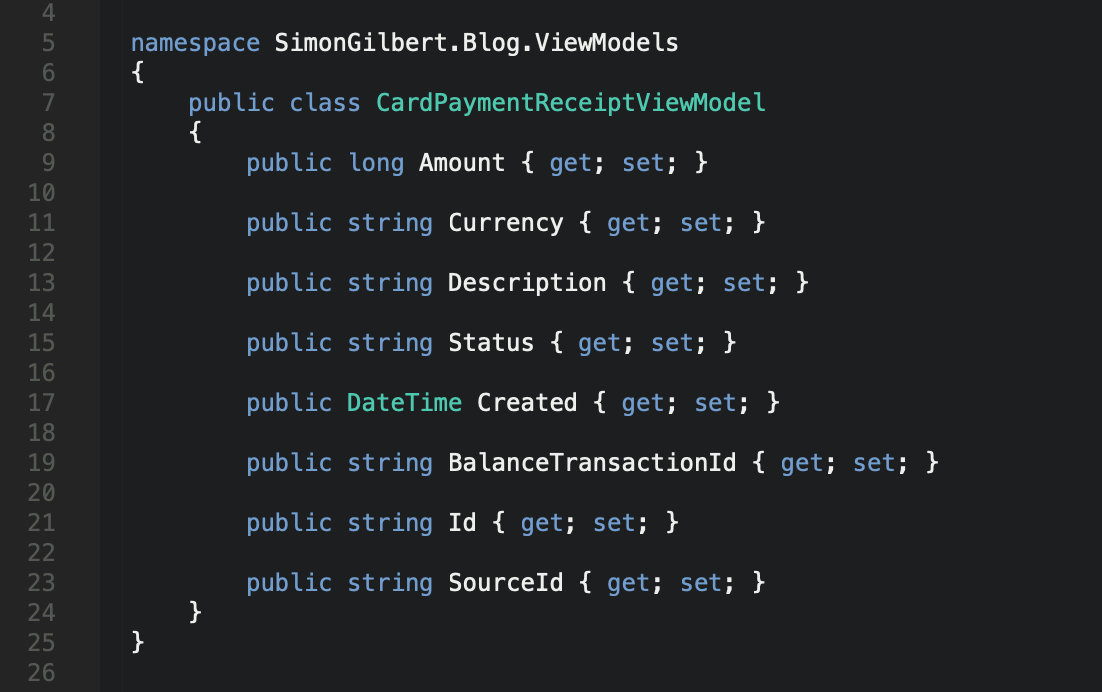 4
5 namespace SimonGilbert.Blog.ViewModels
6 {
7 public class CardPaymentReceiptViewModel
8 {
9 public long Amount { get; set; }
10
11 public string Currency { get; set; }
12
13 public string Description { get; set; }
14
15 public string Status { get; set; }
16
17 public DateTime Created { get; set; }
18
19 public string BalanceTransactionId { get; set; }
20
21 public string Id { get; set; }
22
23 public string SourceId { get; set; }
24 }
25 }
26